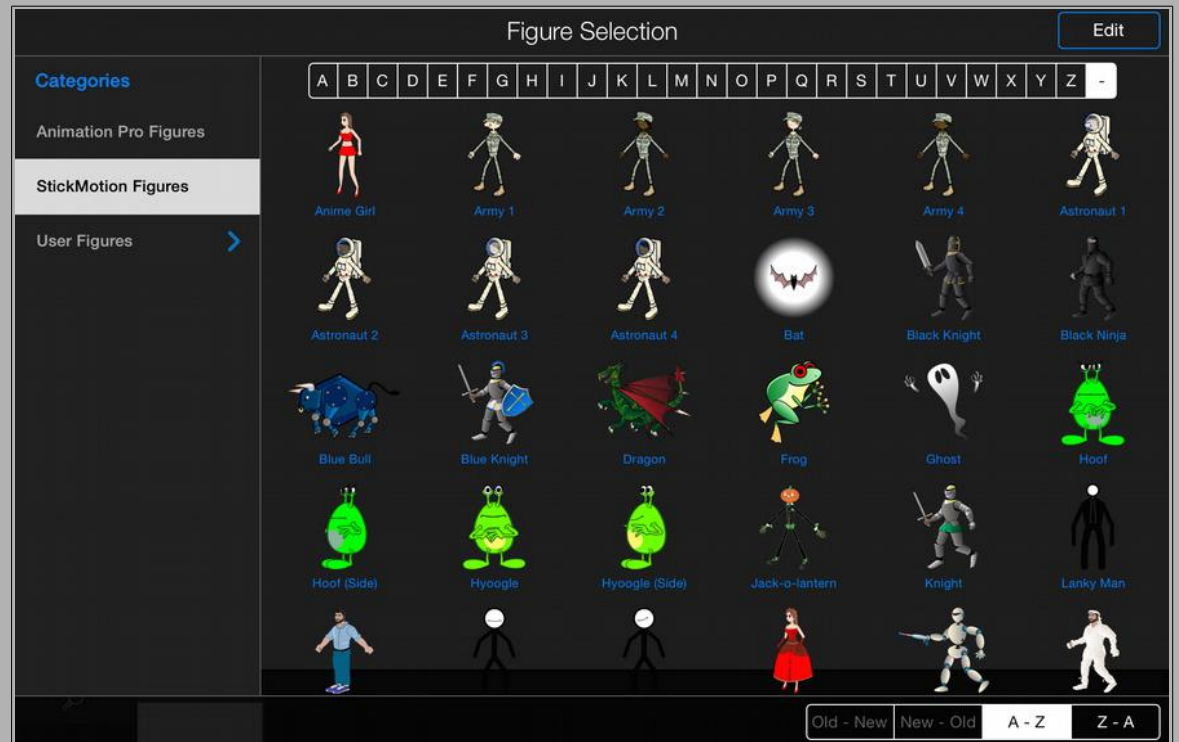 Figure Selection
Edit
Categories
A B C D E F G H I J K L M N O P Q R S T U V W X Y Z -
Animation Pro Figures
StickMotion Figures
User Figures
Anime Girl Army 1 Army 2 Army 3 Army 4 Astronaut 1
Astronaut 2 Astronaut 3 Astronaut 4 Bat Black Knight Black Ninja
Blue Bull Blue Knight Dragon Frog Ghost Hoof
Hoof (Side) Hyoogle Hyoogle (Side) Jack-o-lantern Knight Lanky Man
Old - New New - Old A - Z Z - A